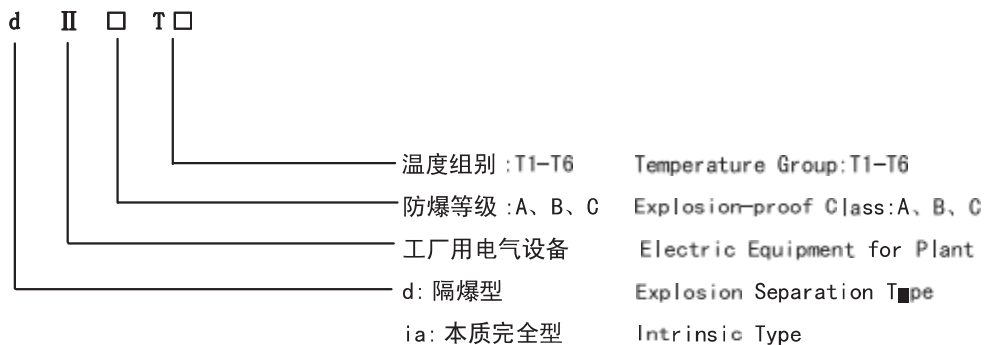 d Ⅱ □ T □
温度组别 :T1-T6 Temperature Group:T1-T6
防爆等级 :A、B、C Explosion-proof Class:A、B、C
工厂用电气设备 Electric Equipment for Plant
d: 隔爆型 Explosion Separation T■pe
ia: 本质完全型 Intrinsic Type